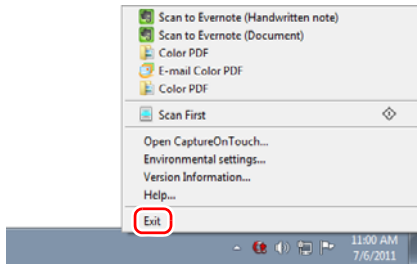 Scan to Evernote (Handwritten note)
Scan to Evernote (Document)
Color PDF
E-mail Color PDF
Color PDF
Scan First
Open CaptureOnTouch...
Environmental settings...
Version Information...
Help...
Exit
11:00 AM
7/6/2011